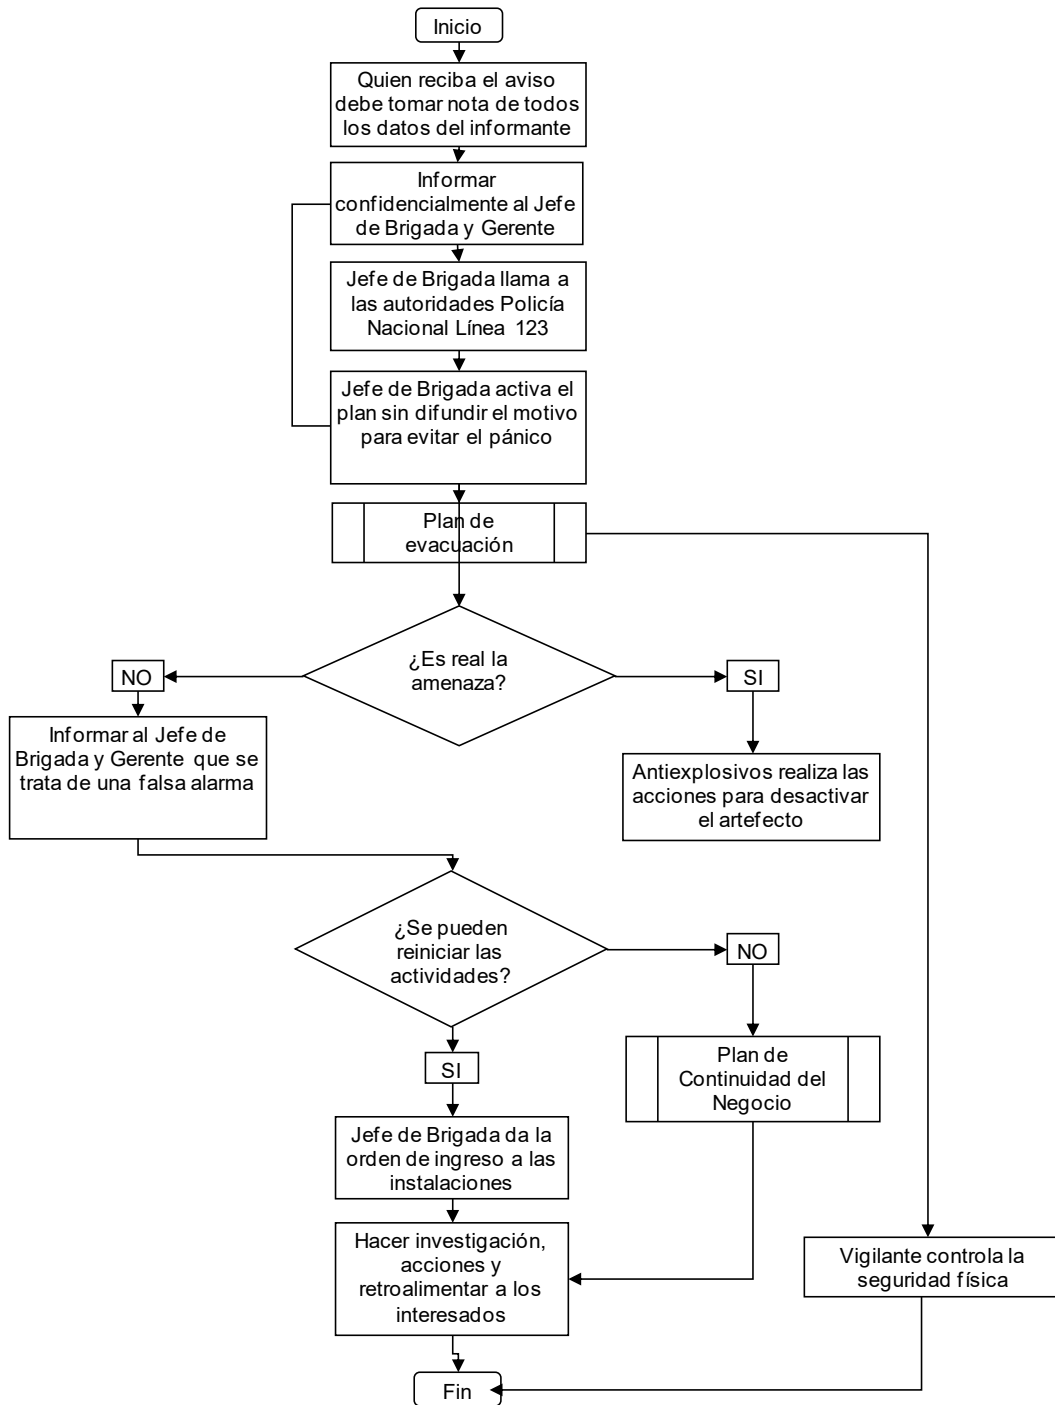 Inicio
Quien reciba el aviso
debe tomar nota de todos
los datos del informante
Informar
confidencialmente al Jefe
de Brigada y Gerente
Jefe de Brigada llama a
las autoridades Policía
Nacional Línea 123
Jefe de Brigada activa el
plan sin difundir el motivo
para evitar el pánico
Plan de
evacuación
¿Es real la
amenaza?
NO
SI
Informar al Jefe de
Brigada y Gerente que se
trata de una falsa alarma
Antiexplosivos realiza las
acciones para desactivar
el artefecto
¿Se pueden
reiniciar las
actividades?
NO
SI
Plan de
Continuidad del
Negocio
Jefe de Brigada da la
orden de ingreso a las
instalaciones
Hacer investigación,
acciones y
retroalimentar a los
interesados
Vigilante controla la
seguridad física
Fin